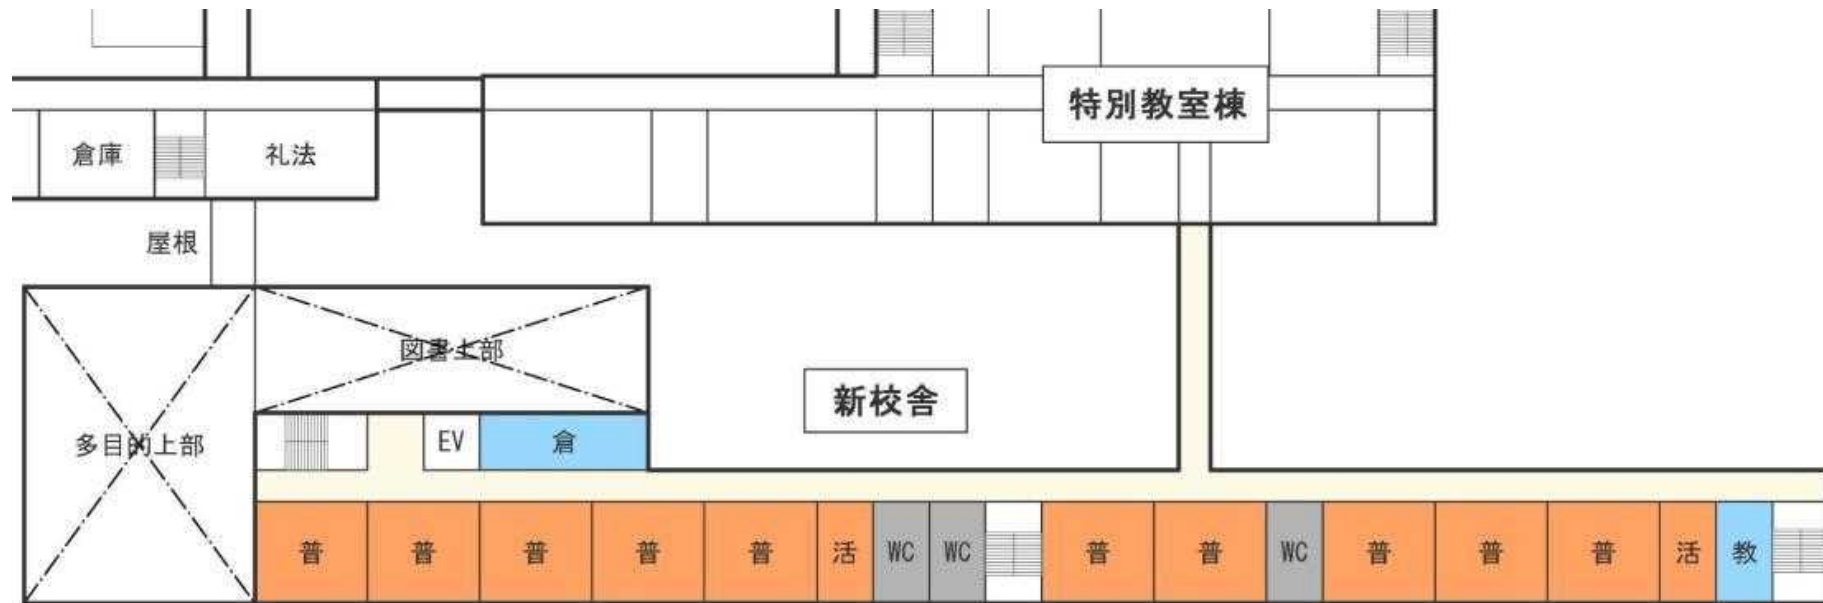 特別教室棟
倉庫
礼法
屋根
図書上部
新校舎
多目的上部
EV
倉
普
普
普
普
普
活
WC
WC
普
普
WC
普
普
普
活
教